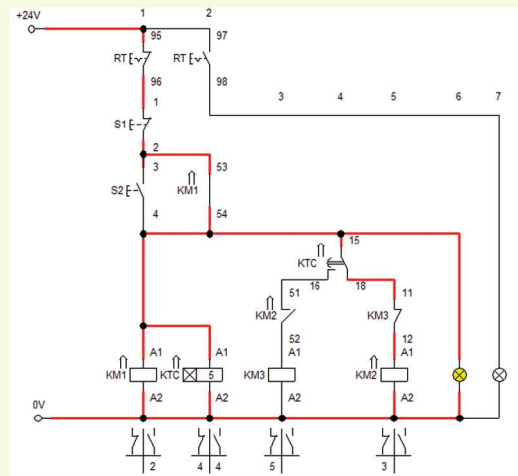 1 2
+24V
95 97
RT RT
96 98
1 3 4 5 6 7
S1
2
3 53
S2 KM1
4 54
15
KTC
16 18
51 11
KM2 KM3
52 12
A1 A1 A1 A1
KM1 KTC 5 KM3 KM2
A2 A2 A2 A2
0V
2 4 4 5 3